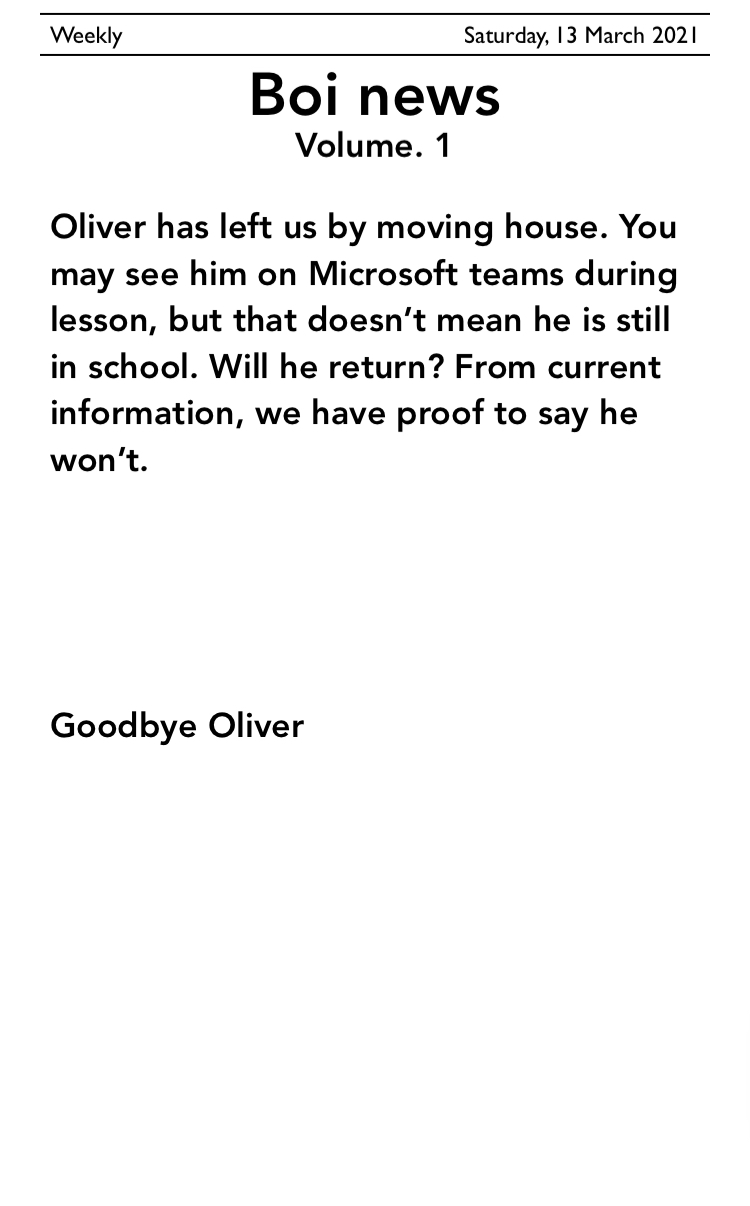 Weekly Saturday, 13 March 2021
Boi news
Volume. 1
Oliver has left us by moving house. You
may see him on Microsoft teams during
lesson, but that doesn’t mean he is still
in school. Will he return? From current
information, we have proof to say he
won’t.
Goodbye Oliver